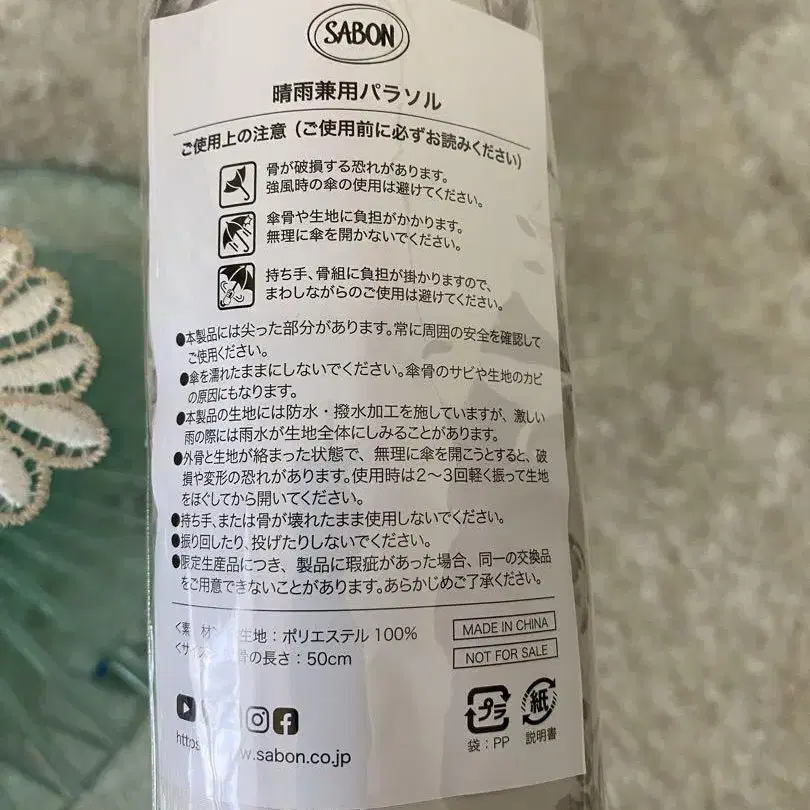 SABON
晴雨兼用パラソル
ご使用上の注意（ご使用前に必ずお読みください）
骨が破損する恐れがあります。
強風時の傘の使用は避けてください。
傘骨や生地に負担がかかります。
無理に傘を開かないでください。
持ち手、骨組に負担が掛かりますので、
まわしながらのご使用は避けてください。
●本製品には尖った部分があります。常に周囲の安全を確認して
ご使用ください。
●傘を濡れたままにしないでください。傘骨のサビや生地のカビ
の原因にもなります。
●本製品の生地には防水・撥水加工を施していますが、激しい
雨の際には雨水が生地全体にしみることがあります。
●外骨と生地が絡まった状態で、無理に傘を開こうとすると、破
損や変形の恐れがあります。使用時は2〜3回軽く振って生地
をほぐしてから開いてください。
●持ち手、または骨が壊れたまま使用しないでください。
●振り回したり、投げたりしないでください。
●限定生産品につき、製品に瑕疵があった場合、同一の交換品
をご用意できないことがあります。あらかじめご了承ください。
〈素 材 生地：ポリエステル 100%
〈サイ 骨の長さ：50cm
MADE IN CHINA
NOT FOR SALE
プラ
袋：PP
紙
説明書
https w.sabon.co.jp